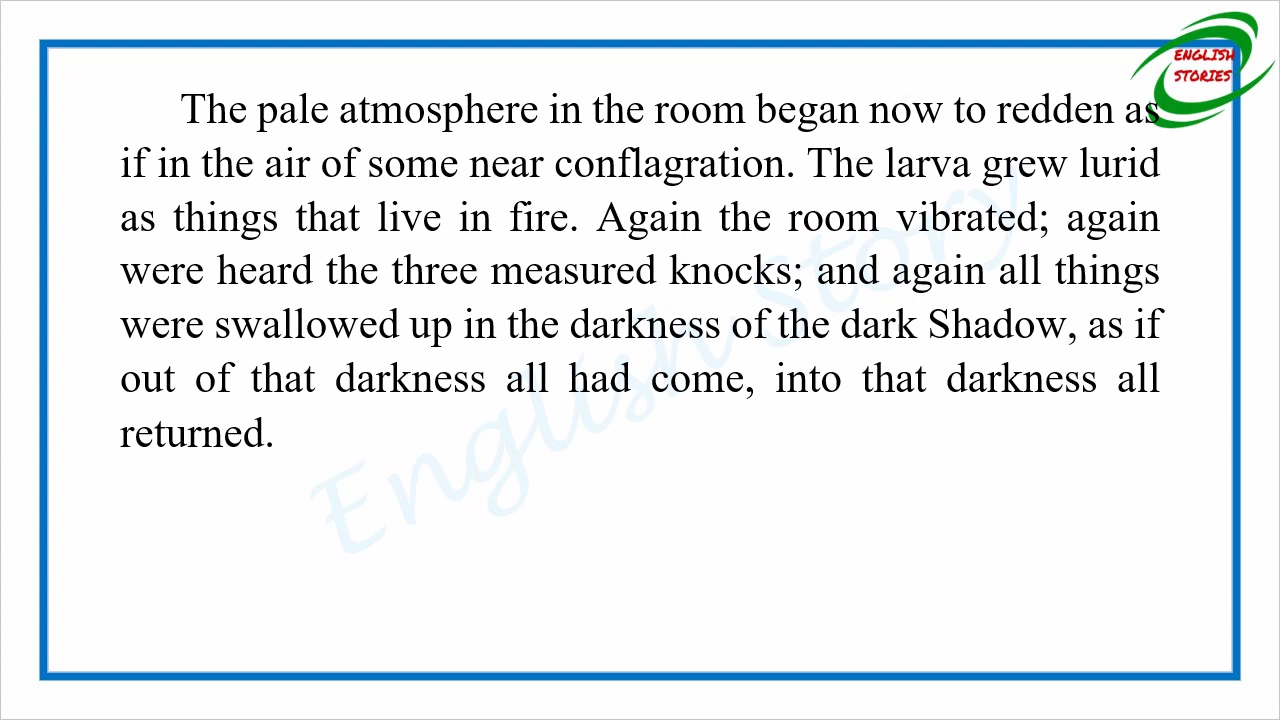 ENGLISH
STORIES
The pale atmosphere in the room began now to redden as
if in the air of some near conflagration. The larva grew lurid
as things that live in fire. Again the room vibrated; again
were heard the three measured knocks; and again all things
were swallowed up in the darkness of the dark Shadow, as if
out of that darkness all had come, into that darkness all
returned.
English Story